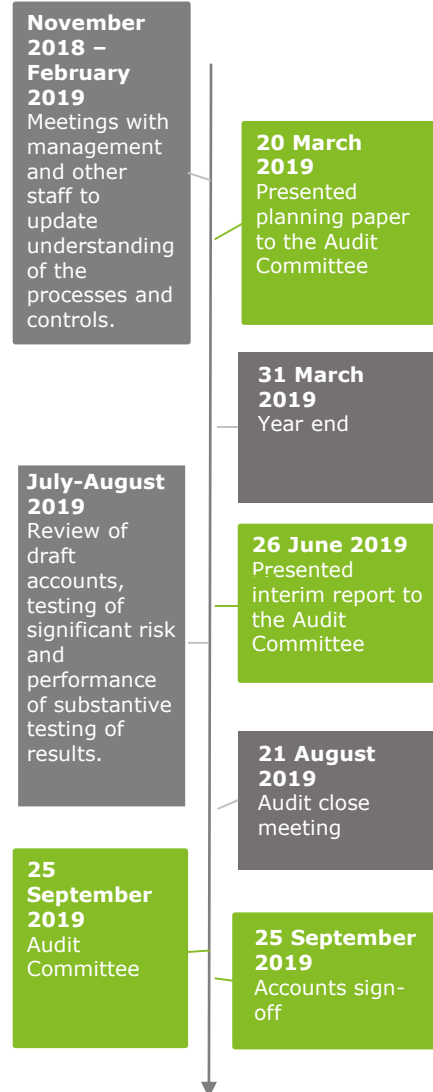 November
2018 –
February
2019
Meetings with
management
and other
staff to
update
understanding
of the
processes and
controls.
20 March
2019
Presented
planning paper
to the Audit
Committee
31 March
2019
Year end
July-August
2019
Review of
draft
accounts,
testing of
significant risk
and
performance
of substantive
testing of
results.
26 June 2019
Presented
interim report to
the Audit
Committee
21 August
2019
Audit close
meeting
25
September
2019
Audit
Committee
25 September
2019
Accounts sign-
off